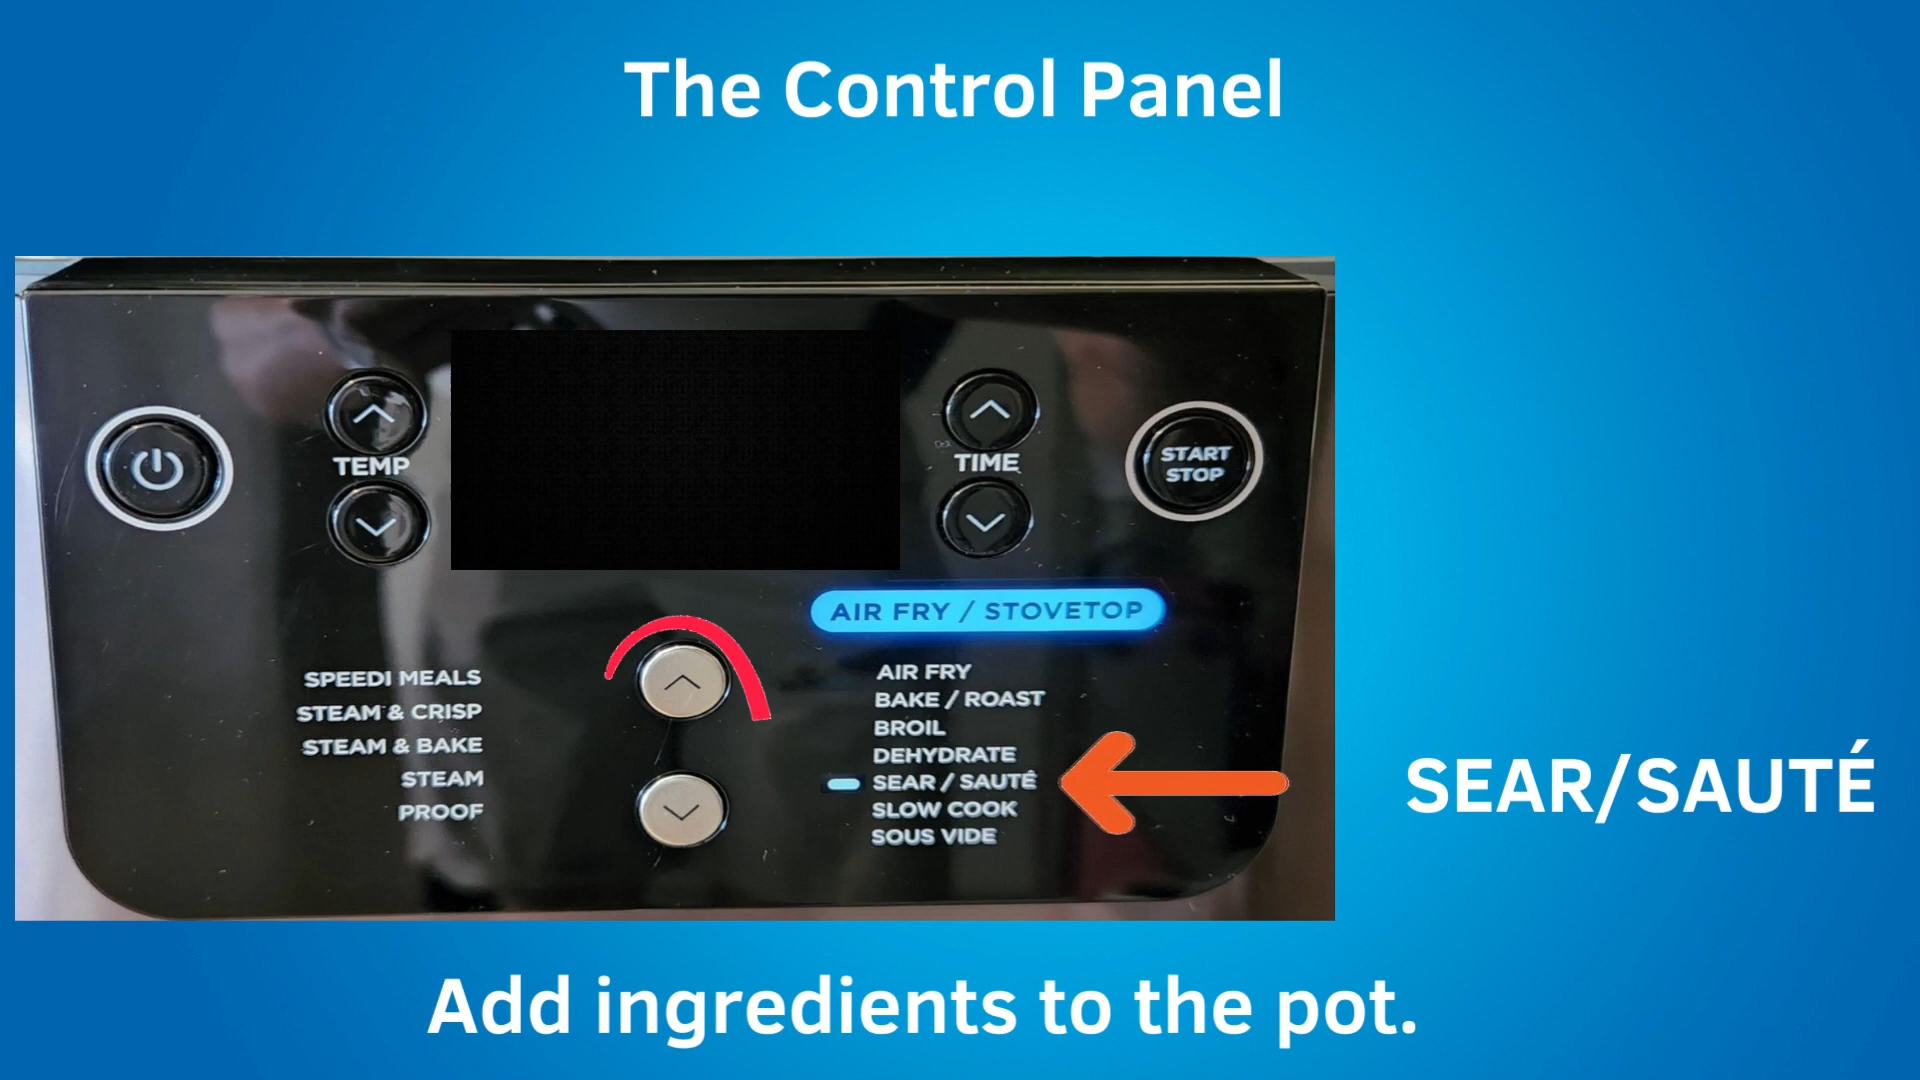 The Control Panel
TEMP
TIME
START
STOP
AIR FRY / STOVETOP
SPEEDI MEALS
STEAM & CRISP
STEAM & BAKE
STEAM
PROOF
AIR FRY
BAKE / ROAST
BROIL
DEHYDRATE
SEAR / SAUTÉ
SLOW COOK
SOUS VIDE
SEAR/SAUTÉ
Add ingredients to the pot.